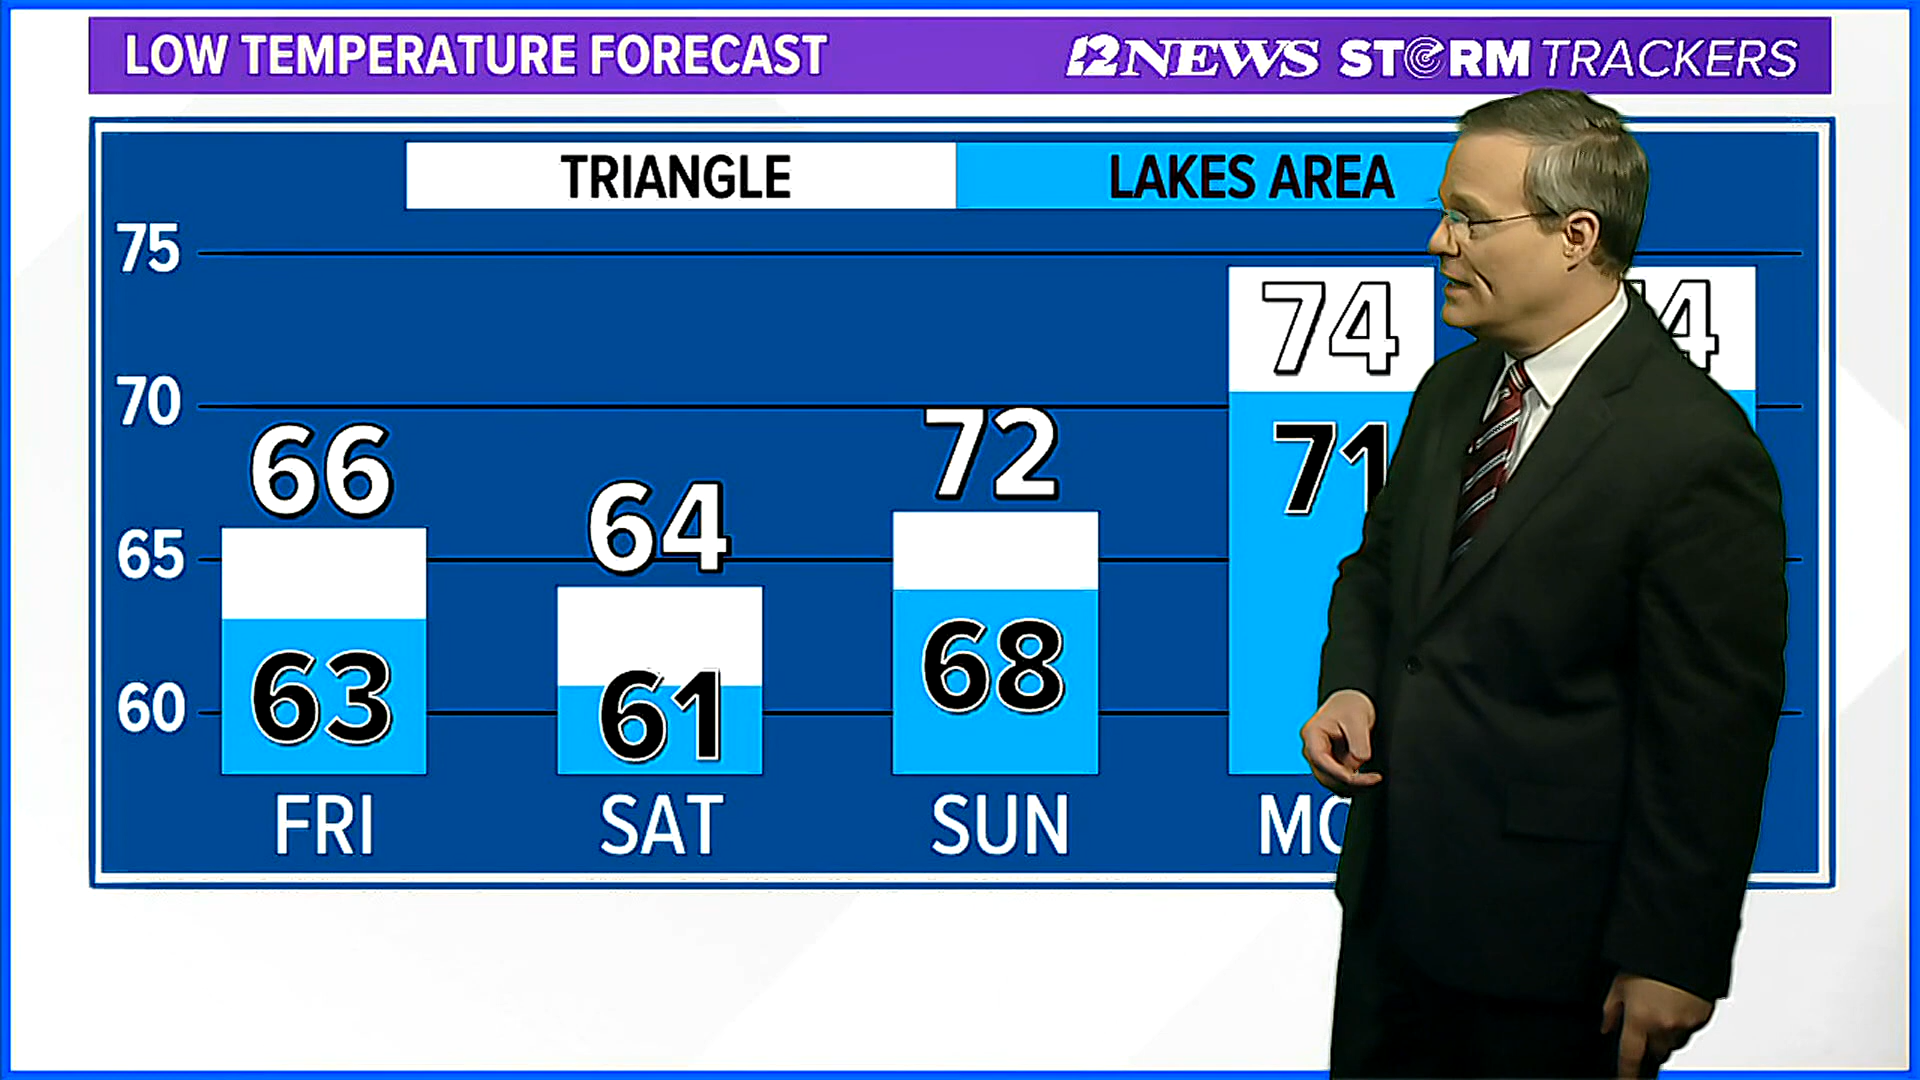 LOW TEMPERATURE FORECAST
12NEWS STORM TRACKERS
TRIANGLE
LAKES AREA
75
70
65
60
66
64
72
74
63
61
68
71
FRI
SAT
SUN